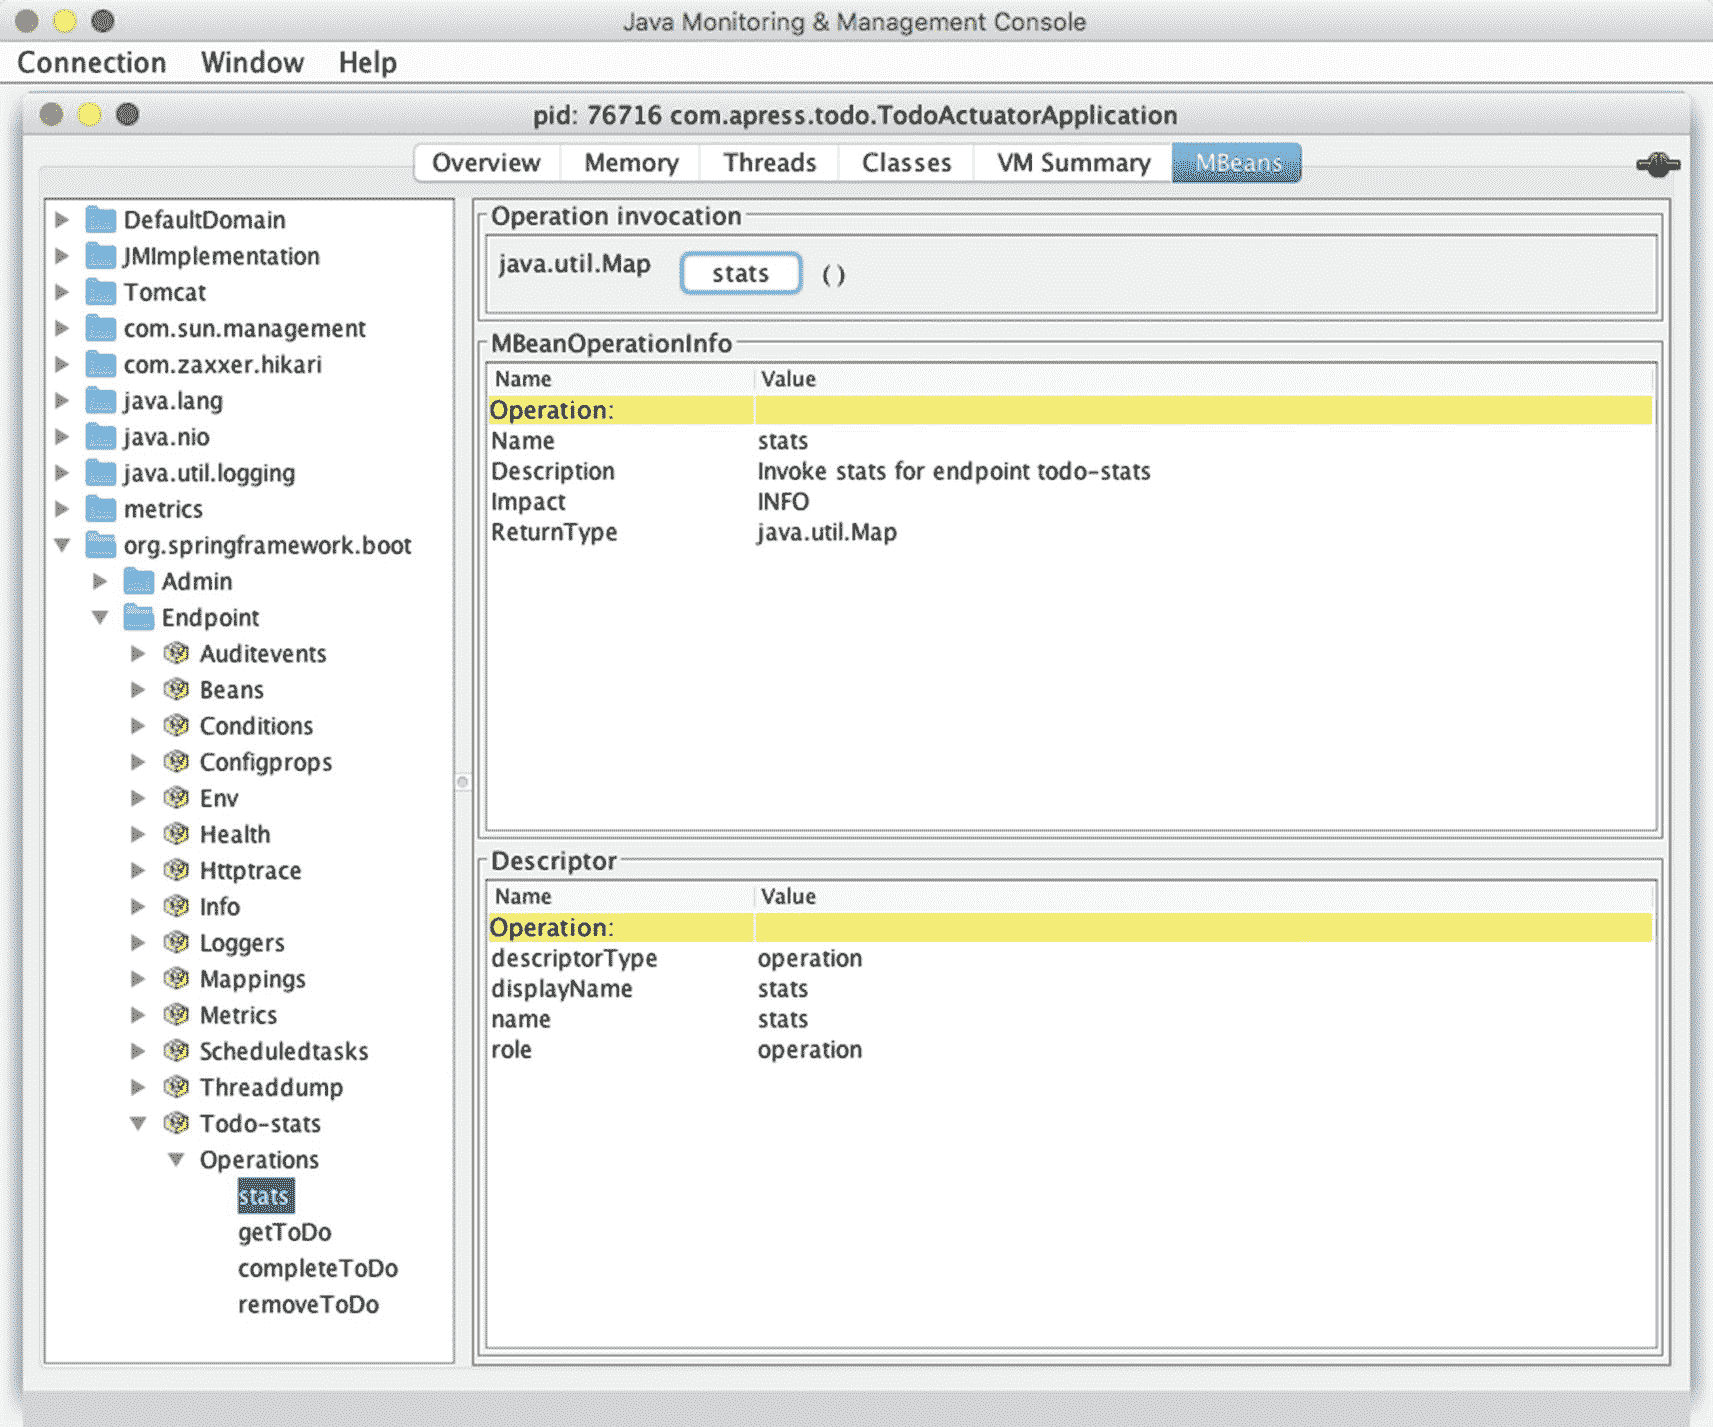 Java Monitoring & Management Console
Connection Window Help
pid: 76716 com.apress.todo.TodoActuatorApplication
Overview Memory Threads Classes VM Summary MBeans
DefaultDomain
JMImplementation
Tomcat
com.sun.management
com.zaxxer.hikari
java.lang
java.nio
java.util.logging
metrics
org.springframework.boot
Admin
Endpoint
Auditevents
Beans
Conditions
Configprops
Env
Health
Httptrace
Info
Loggers
Mappings
Metrics
Scheduledtasks
Threaddump
Todo-stats
Operations
stats
getToDo
completeToDo
removeToDo
Operation invocation
java.util.Map stats ()
MBeanOperationInfo
Name Value
Operation:
Name stats
Description Invoke stats for endpoint todo-stats
Impact INFO
ReturnType java.util.Map
Descriptor
Name Value
Operation:
descriptorType operation
displayName stats
name stats
role operation